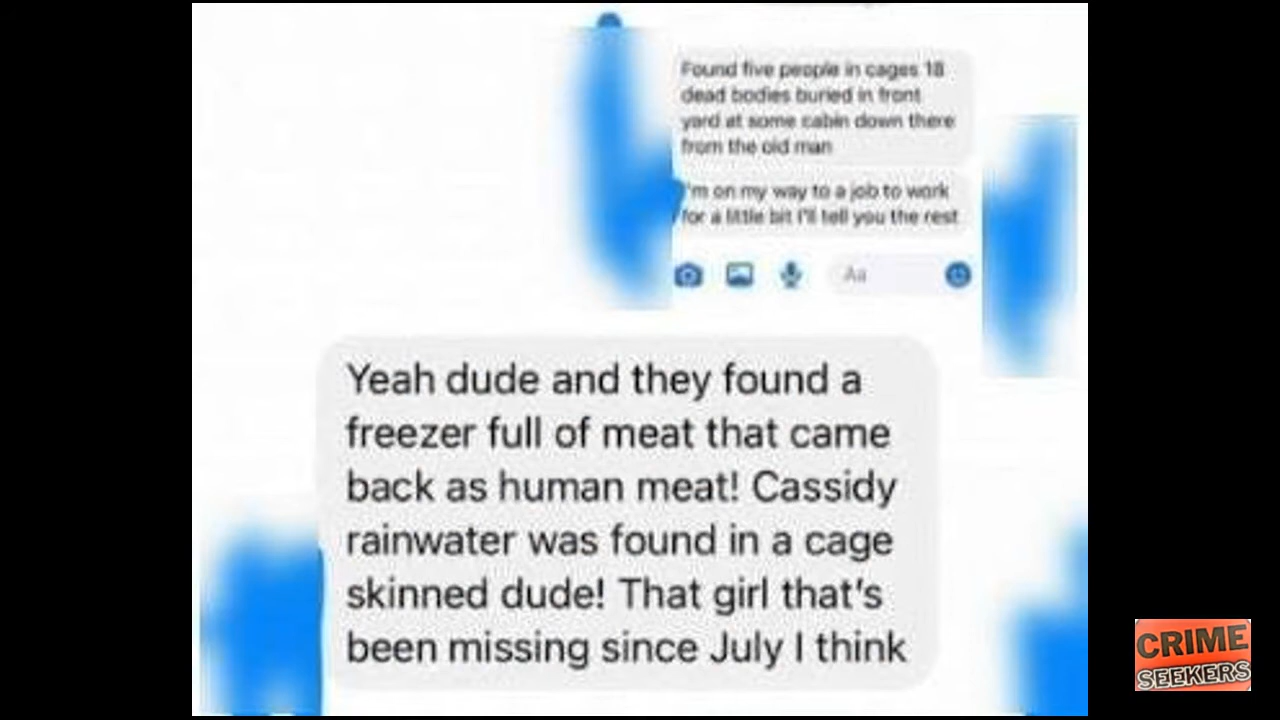 Found five people in cages 18
dead bodies buried in front
yard at some cabin down there
from the old man
I'm on my way to a job to work
for a little bit I'll tell you the rest
Aa
Yeah dude and they found a
freezer full of meat that came
back as human meat! Cassidy
rainwater was found in a cage
skinned dude! That girl that's
been missing since July I think
CRIME
SEEKERS